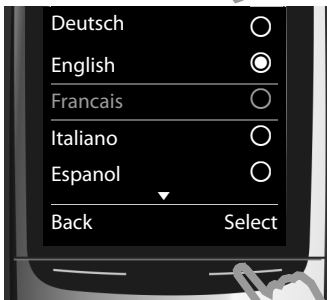 Deutsch
English
Francais
Italiano
Espanol
Back Select